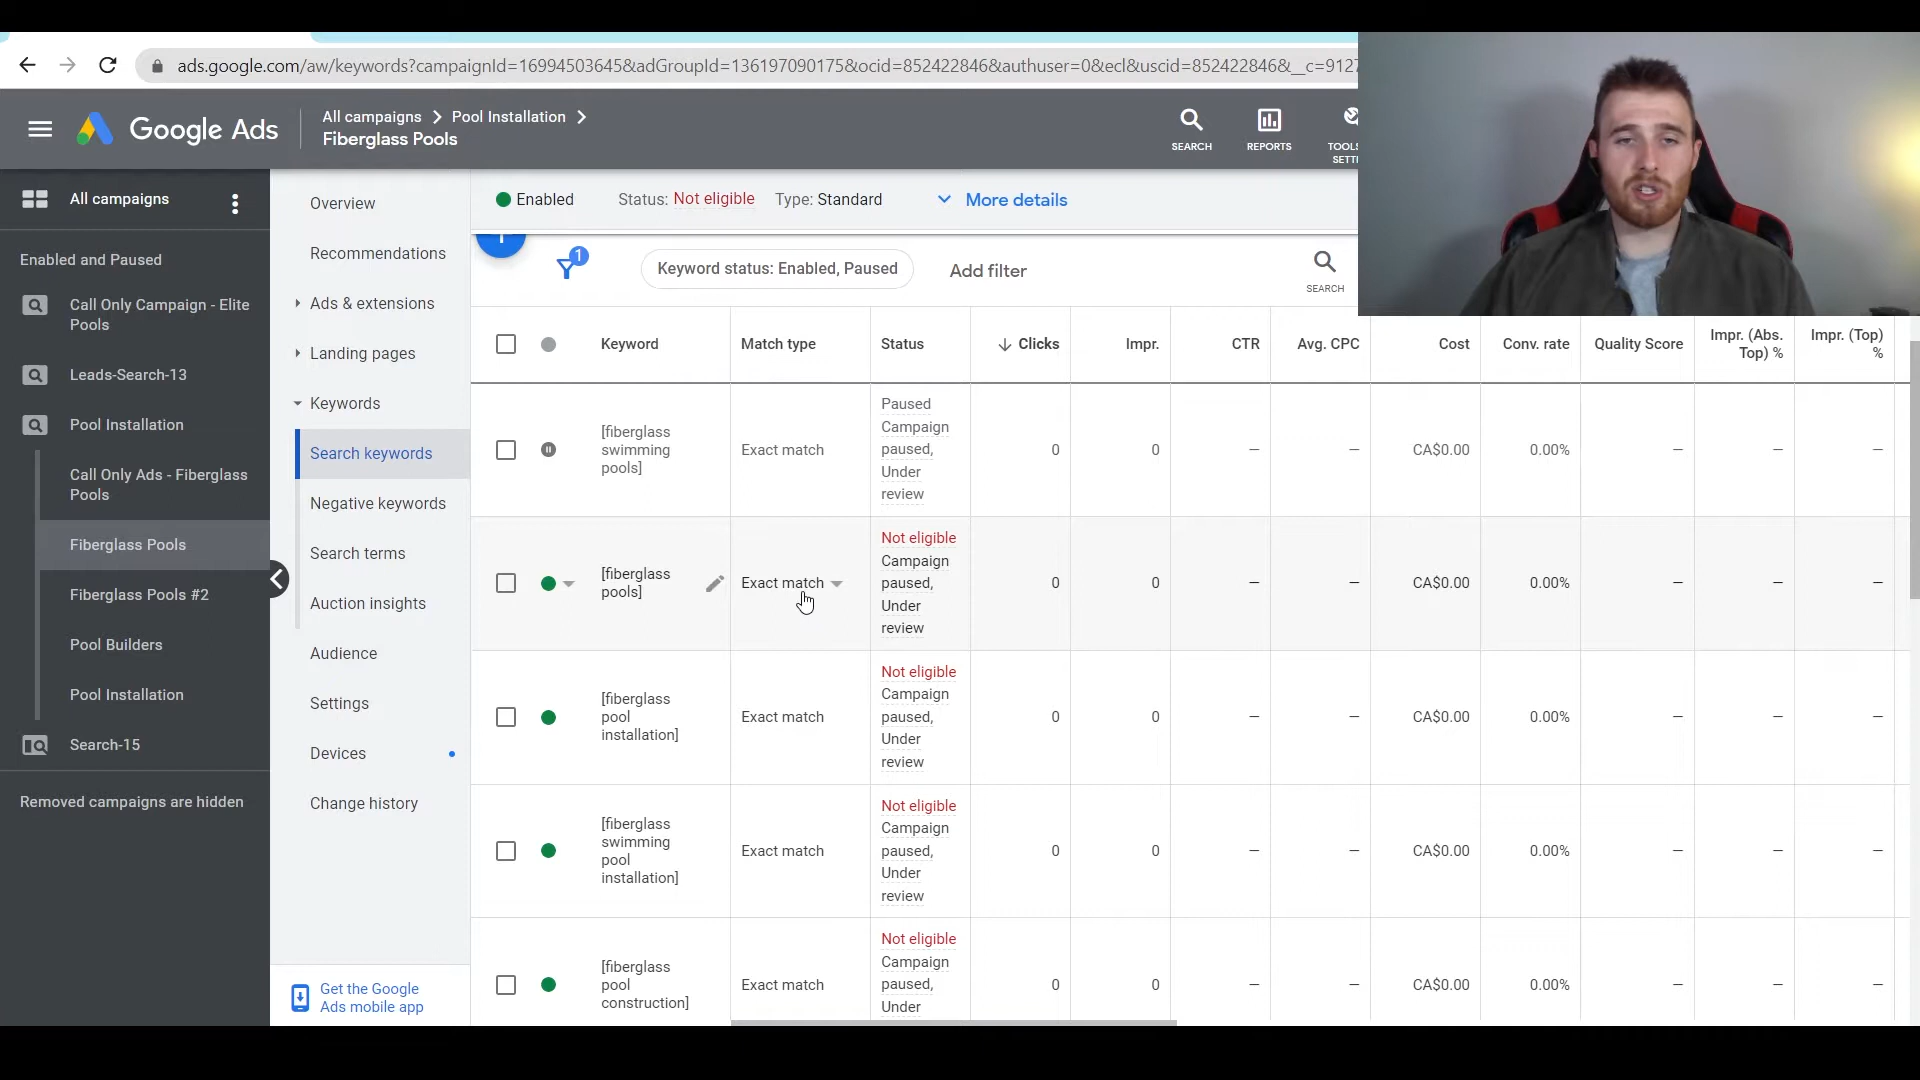 ads.google.com/aw/keywords?campaignId=16994503645&adGroupId=136197090175&ocid=852422846&authuser=0&ecl&uscid=852422846&__c=9127
Google Ads
All campaigns
Pool Installation
Fiberglass Pools
SEARCH
REPORTS
TOOLS
SETTI
All campaigns
Enabled and Paused
Call Only Campaign - Elite
Pools
Leads-Search-13
Pool Installation
Call Only Ads - Fiberglass
Pools
Fiberglass Pools
Fiberglass Pools #2
Pool Builders
Pool Installation
Search-15
Removed campaigns are hidden
Overview
Recommendations
Ads & extensions
Landing pages
Keywords
Search keywords
Negative keywords
Search terms
Auction insights
Audience
Settings
Devices
Change history
Get the Google
Ads mobile app
Enabled
Status: Not eligible
Type: Standard
More details
1
Keyword status: Enabled, Paused
Add filter
SEARCH
Keyword
Match type
Status
Clicks
Impr.
CTR
Avg. CPC
Cost
Conv. rate
Quality Score
Impr. (Abs.
Top) %
Impr. (Top)
%
[fiberglass
swimming
pools]
Exact match
Paused
Campaign
paused,
Under
review
0
0
—
—
CA$0.00
0.00%
—
—
—
[fiberglass
pools]
Exact match
Not eligible
Campaign
paused,
Under
review
0
0
—
—
CA$0.00
0.00%
—
—
—
[fiberglass
pool
installation]
Exact match
Not eligible
Campaign
paused,
Under
review
0
0
—
—
CA$0.00
0.00%
—
—
—
[fiberglass
swimming
pool
installation]
Exact match
Not eligible
Campaign
paused,
Under
review
0
0
—
—
CA$0.00
0.00%
—
—
—
[fiberglass
pool
construction]
Exact match
Not eligible
Campaign
paused,
Under
0
0
—
—
CA$0.00
0.00%
—
—
—